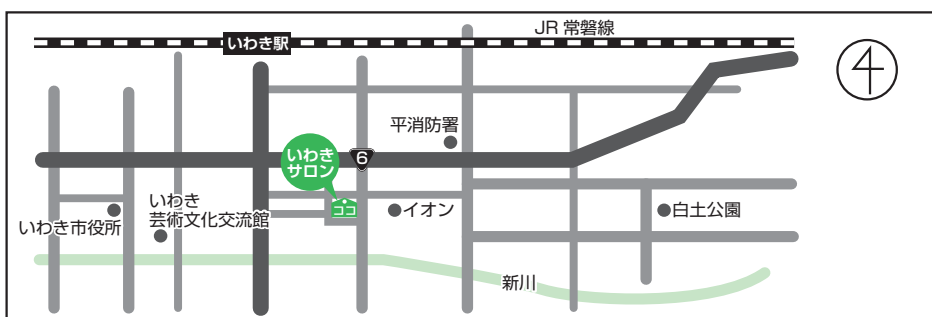 JR 常磐線
いわき駅
平消防署
いわき
サロン
6
ココ
イオン
白土公園
いわき
芸術文化交流館
いわき市役所
新川